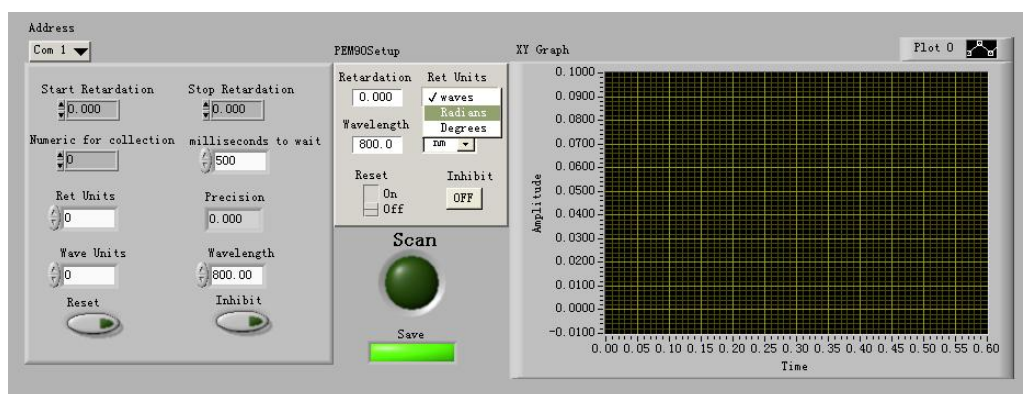 Address
Com 1
PEM90Setup
XY Graph
Plot 0
Start Retardation
Stop Retardation
0.000
0.000
Numeric for collection
milliseconds to wait
0
500
Ret Units
Precision
0
0.000
Wave Units
Wavelength
0
800.00
Reset
Inhibit
Retardation
Ret Units
0.000
✓ waves
Radians
Degrees
Wavelength
800.0
nm
Reset
Inhibit
On
Off
OFF
Scan
Save
Amplitude
0.1000
0.0900
0.0800
0.0700
0.0600
0.0500
0.0400
0.0300
0.0200
0.0100
0.0000
-0.0100
0.00 0.05 0.10 0.15 0.20 0.25 0.30 0.35 0.40 0.45 0.50 0.55 0.60
Time